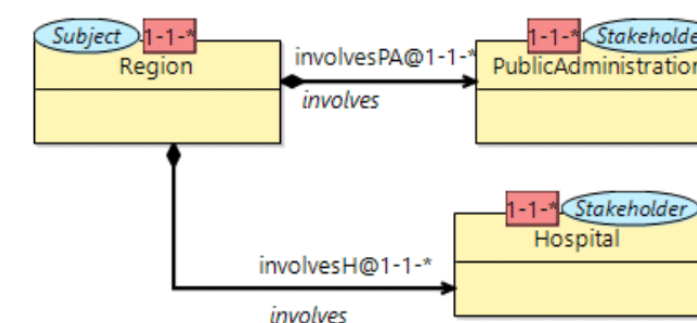 Subject
1-1-*
Region
involvesPA@1-1-*
involves
1-1-*
Stakeholde
PublicAdministration
1-1-*
Stakeholder
Hospital
involvesH@1-1-*
involves